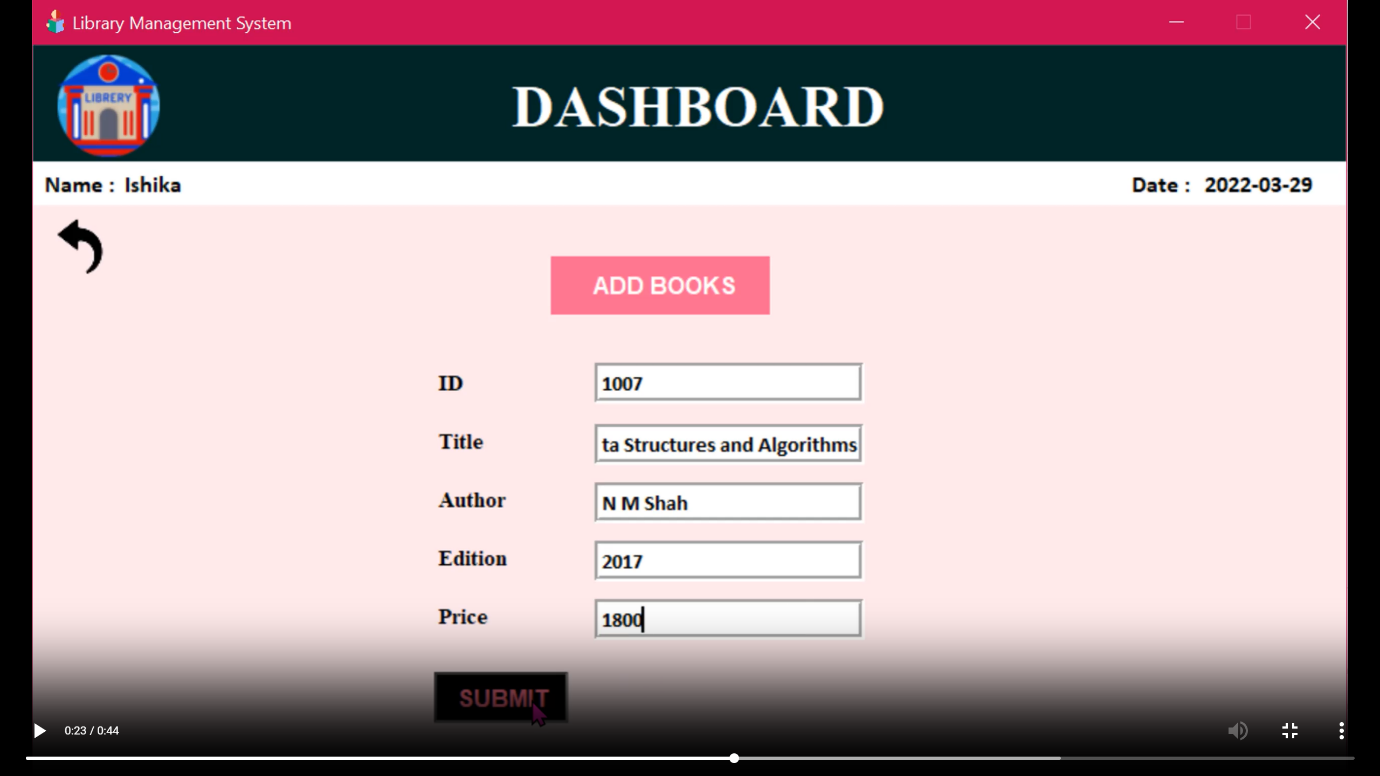 Library Management System
LIBRERY
DASHBOARD
Name : Ishika
Date : 2022-03-29
ADD BOOKS
ID 1007
Title ta Structures and Algorithms
Author N M Shah
Edition 2017
Price 1800
SUBMIT
0:23 / 0:44